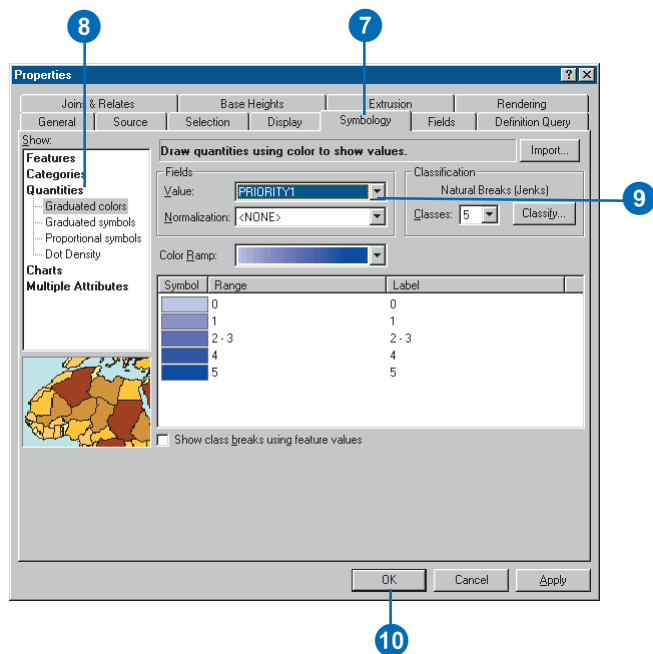 8
7
Properties
Joins & Relates Base Heights Extrusion Rendering
General Source Selection Display Symbology Fields Definition Query
Show:
Features
Categories
Quantities
Graduated colors
Graduated symbols
Proportional symbols
Dot Density
Charts
Multiple Attributes
Draw quantities using color to show values.
Import...
Fields
Value: PRIORITY1
Normalization: <NONE>
Classification
Natural Breaks (Jenks)
Classes: 5 Classify...
9
Color Ramp:
Symbol Range Label
0 0
1 1
2 - 3 2 - 3
4 4
5 5
Show class breaks using feature values
OK Cancel Apply
10